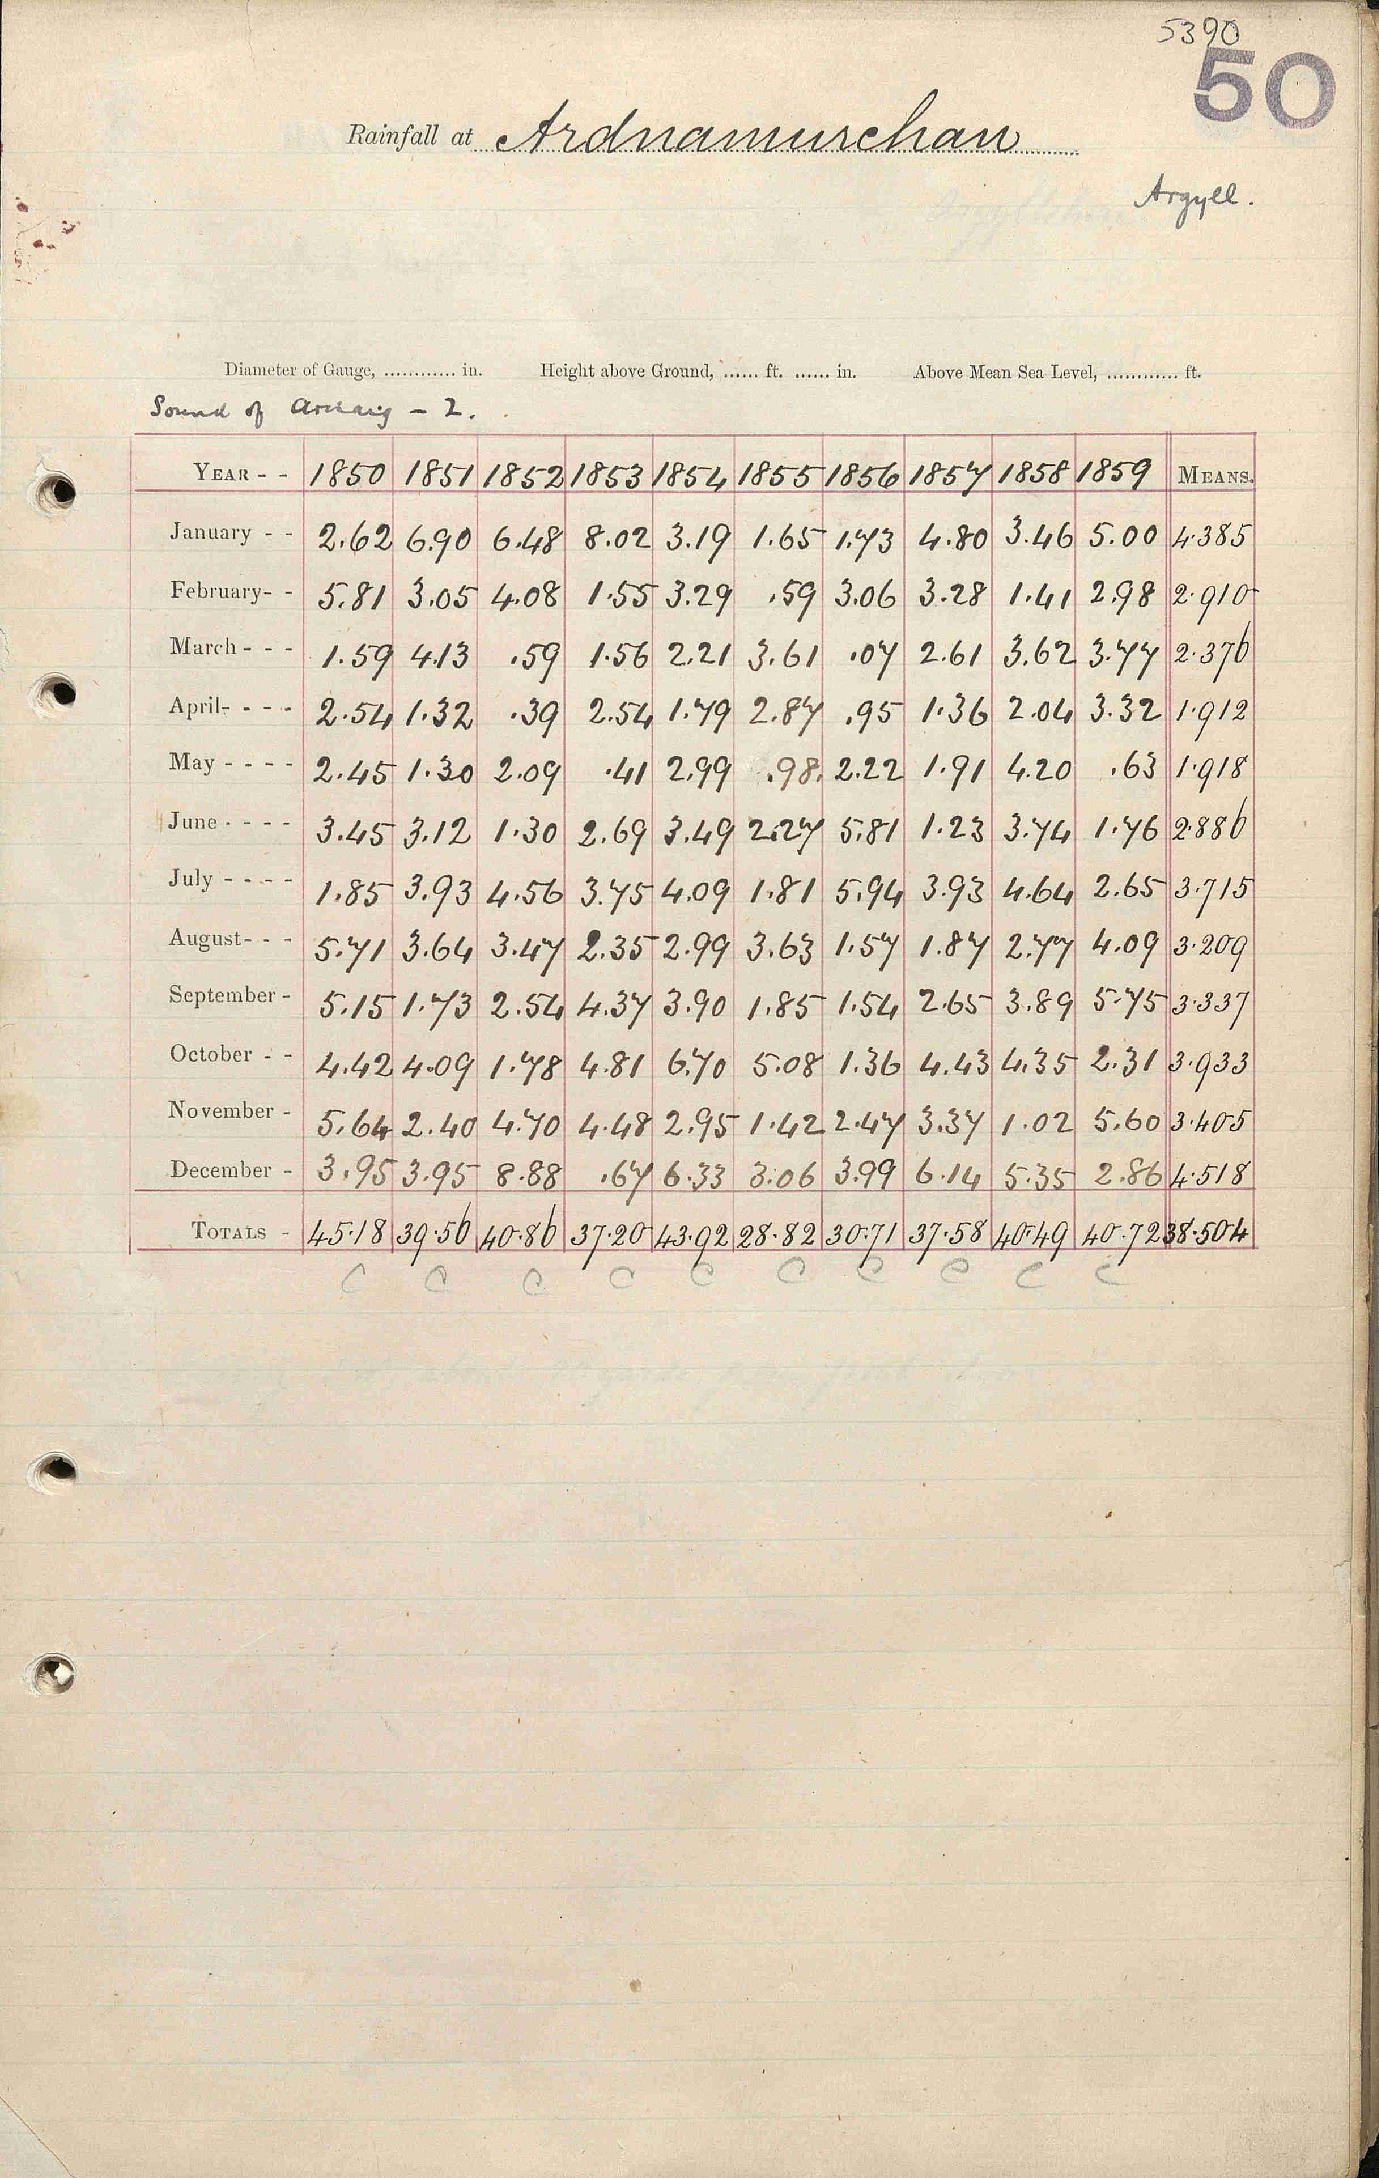 5390
50
Rainfall at Ardnamurchan
Argyll.
Diameter of Gauge, ............ in. Height above Ground, ...... ft. ...... in. Above Mean Sea Level, ............ ft.
Sound of - 2.
YEAR - - 1850 1851 1852 1853 1854 1855 1856 1857 1858 1859 MEANS.
January - - 2.62 6.90 6.48 8.02 3.19 1.65 1.73 4.80 3.46 5.00 4.385
February- - 5.81 3.05 4.08 1.55 3.29 .59 3.06 3.28 1.41 2.98 2.910
March - - - 1.59 4.13 .59 1.56 2.21 3.61 .07 2.61 3.62 3.77 2.376
April- - - - 2.54 1.32 .39 2.54 1.79 2.87 .95 1.36 2.04 3.32 1.912
May - - - - 2.45 1.30 2.09 .41 2.99 .98. 2.22 1.91 4.20 .63 1.918
June - - - - 3.45 3.12 1.30 2.69 3.49 2.27 5.81 1.23 3.74 1.76 2.886
July - - - - 1.85 3.93 4.56 3.75 4.09 1.81 5.94 3.93 4.64 2.65 3.715
August- - - 5.71 3.64 3.47 2.35 2.99 3.63 1.57 1.87 2.77 4.09 3.209
September - 5.15 1.73 2.54 4.37 3.90 1.85 1.54 2.65 3.89 5.75 3.337
October - - 4.42 4.09 1.78 4.81 6.70 5.08 1.36 4.43 4.35 2.31 3.933
November - 5.64 2.40 4.70 4.48 2.95 1.42 2.47 3.37 1.02 5.60 3.405
December - 3.95 3.95 8.88 .67 6.33 3.06 3.99 6.14 5.35 2.86 4.518
TOTALS - 45.18 39.56 40.86 37.20 43.92 28.82 30.71 37.58 40.49 40.72 38.504
C C C C C C C C C C